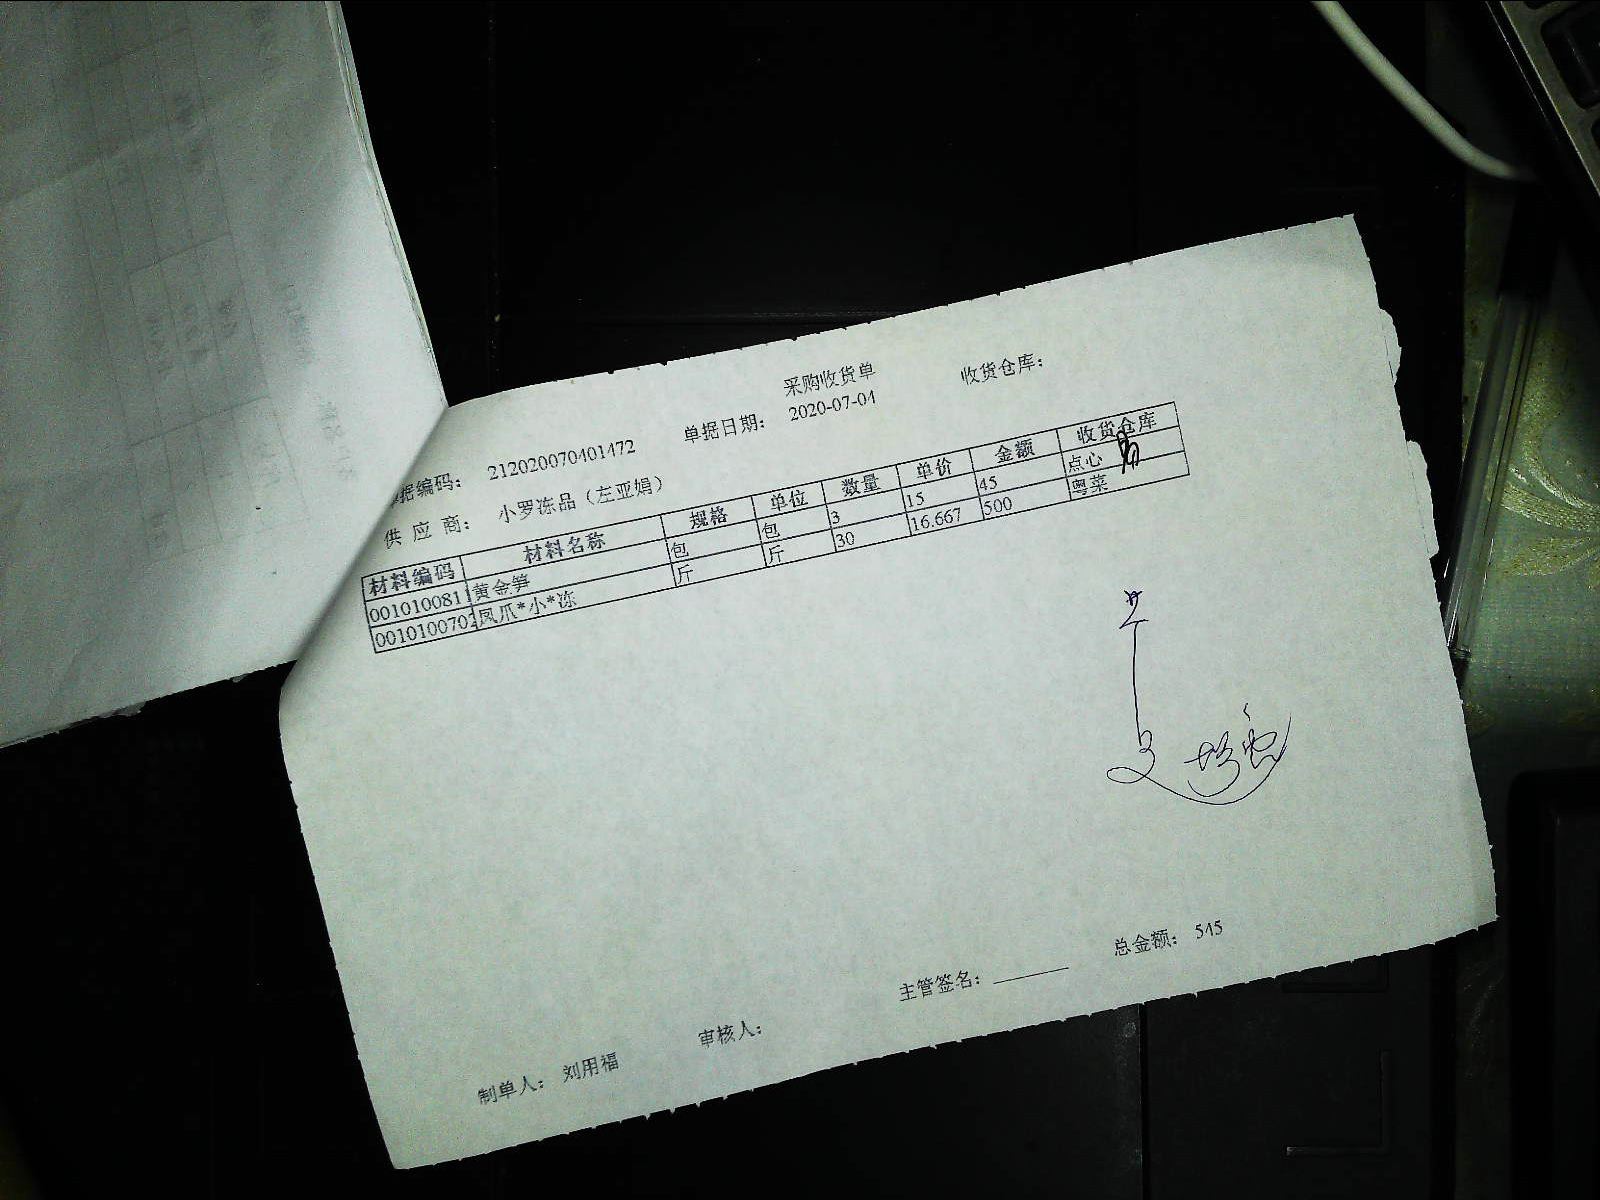 采购收货单
收货仓库：
单据日期： 2020-07-04
据编码： 212020070401472
供 应 商： 小罗冻品（左亚娟）
材料编码 材料名称 规格 单位 数量 单价 金额 收货仓库
001010081 黄金笋 包 包 3 15 45 点心
0010100702 凤爪*小*冻 斤 斤 30 16.667 500 粤菜
总金额： 545
主管签名：
审核人：
制单人： 刘用福